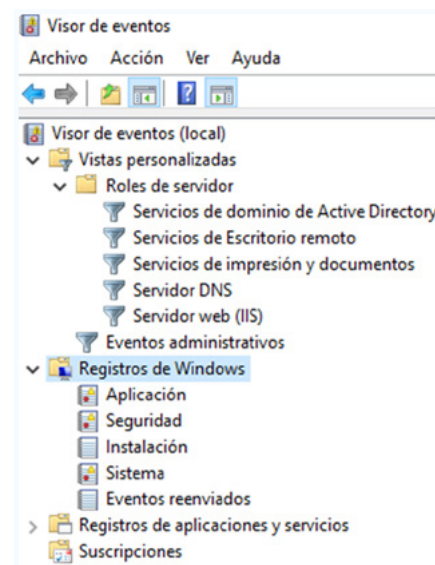 Visor de eventos
Archivo Acción Ver Ayuda
Visor de eventos (local)
Vistas personalizadas
Roles de servidor
Servicios de dominio de Active Directory
Servicios de Escritorio remoto
Servicios de impresión y documentos
Servidor DNS
Servidor web (IIS)
Eventos administrativos
Registros de Windows
Aplicación
Seguridad
Instalación
Sistema
Eventos reenviados
Registros de aplicaciones y servicios
Suscripciones